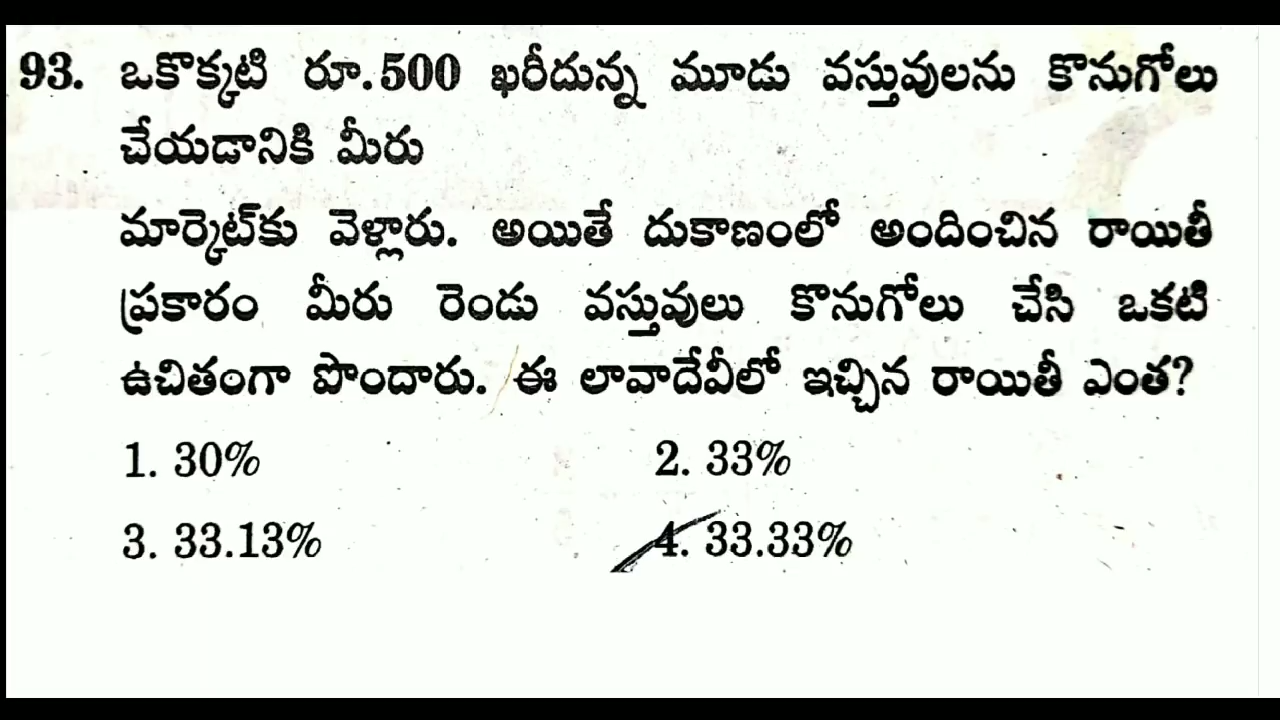 93. ఒకొక్కటి రూ.500 ఖరీదున్న మూడు వస్తువులను కొనుగోలు
చేయడానికి మీరు
మార్కెట్‌కు వెళ్లారు. అయితే దుకాణంలో అందించిన రాయితీ
ప్రకారం మీరు రెండు వస్తువులు కొనుగోలు చేసి ఒకటి
ఉచితంగా పొందారు. ఈ లావాదేవీలో ఇచ్చిన రాయితీ ఎంత?
1. 30% 2. 33%
3. 33.13% 4. 33.33%